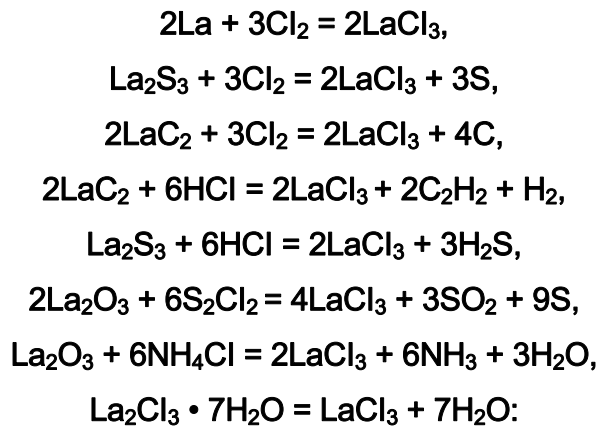 2La + 3Cl₂ = 2LaCl₃,
La₂S₃ + 3Cl₂ = 2LaCl₃ + 3S,
2LaC₂ + 3Cl₂ = 2LaCl₃ + 4C,
2LaC₂ + 6HCl = 2LaCl₃ + 2C₂H₂ + H₂,
La₂S₃ + 6HCl = 2LaCl₃ + 3H₂S,
2La₂O₃ + 6S₂Cl₂ = 4LaCl₃ + 3SO₂ + 9S,
La₂O₃ + 6NH₄Cl = 2LaCl₃ + 6NH₃ + 3H₂O,
La₂Cl₃ • 7H₂O = LaCl₃ + 7H₂O: